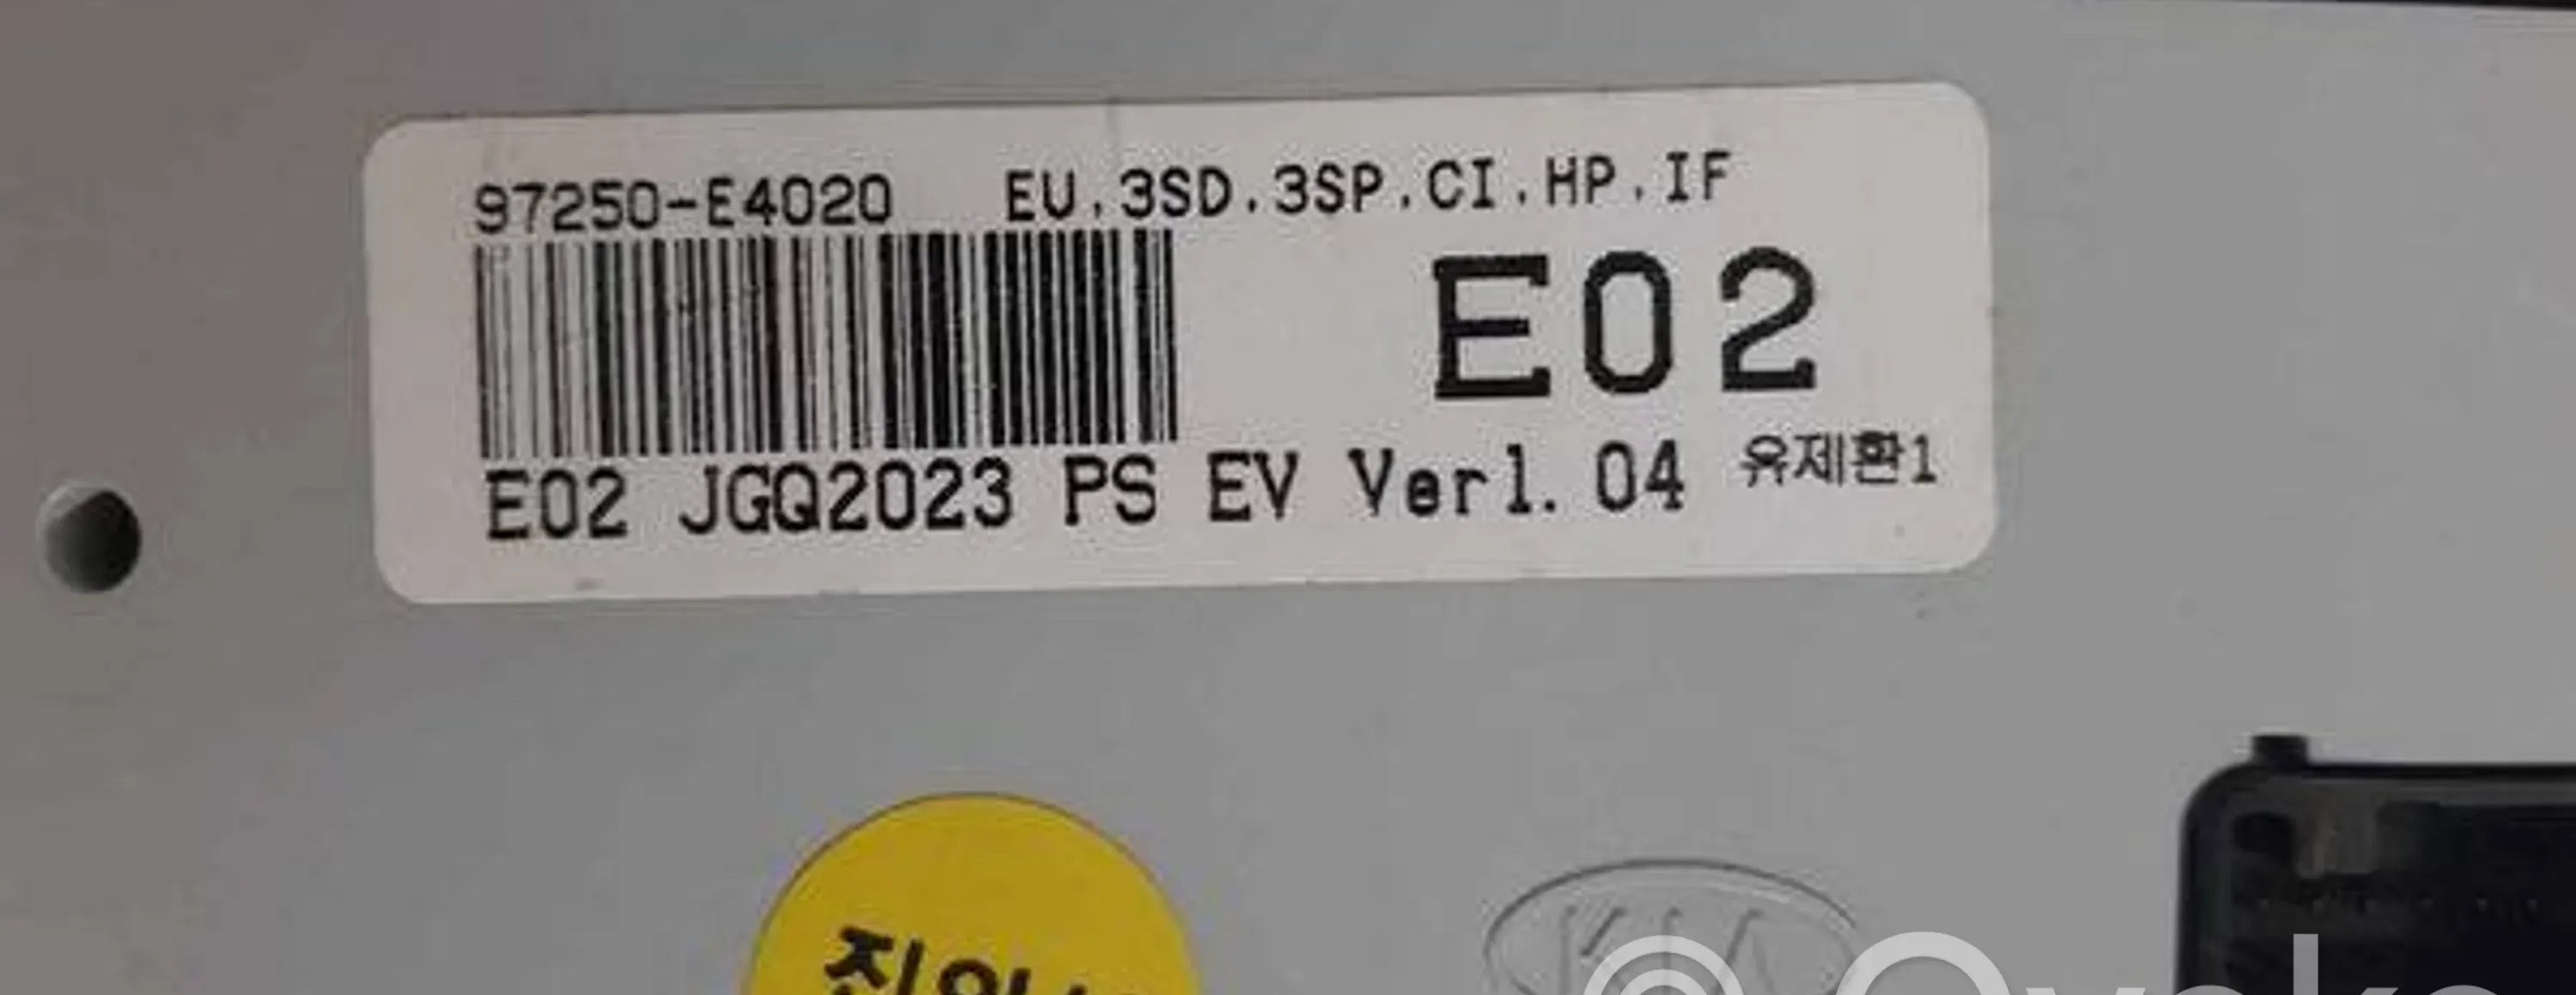 97250-E4020 EU.3SD.3SP.CI.HP.IF
E02
E02 JGQ2023 PS EV Ver1.04 유제환1
KIA